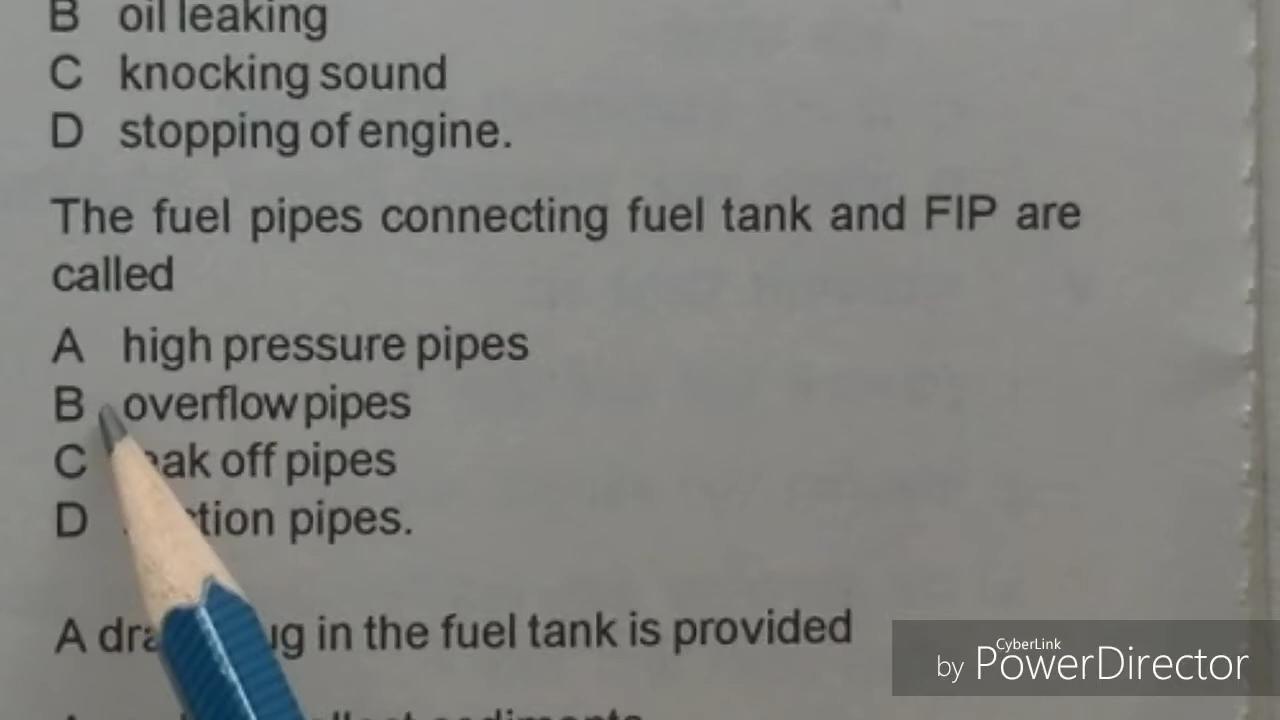 B oil leaking
C knocking sound
D stopping of engine.
The fuel pipes connecting fuel tank and FIP are
called
A high pressure pipes
B overflow pipes
C off pipes
D pipes.
A in the fuel tank is provided
CyberLink
by PowerDirector